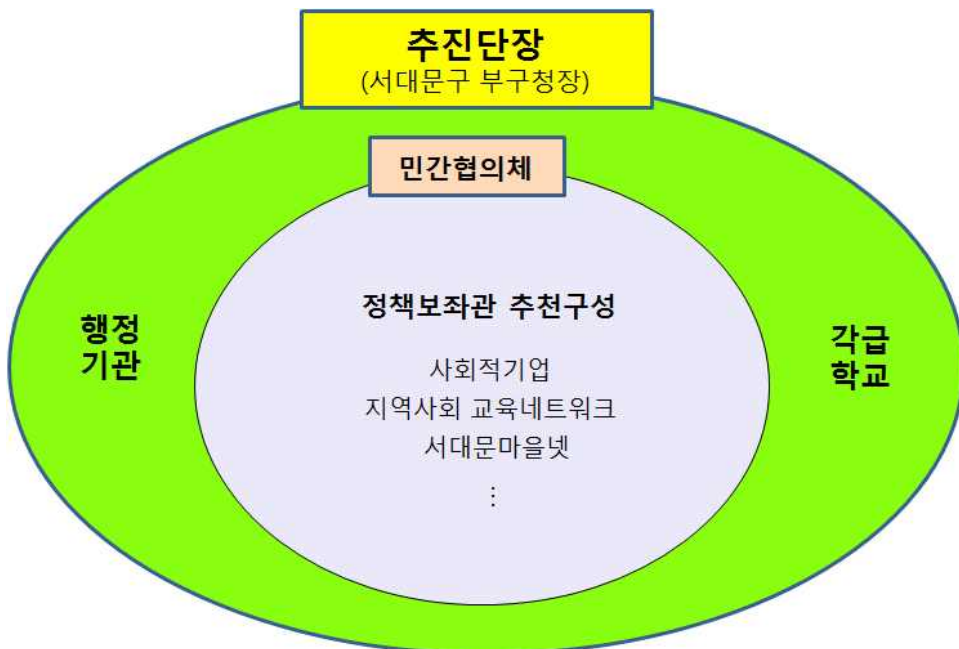 추진단장
(서대문구 부구청장)
민간협의체
정책보좌관 추천구성
행정
기관
사회적기업
지역사회 교육네트워크
서대문마을넷
⋮
각급
학교